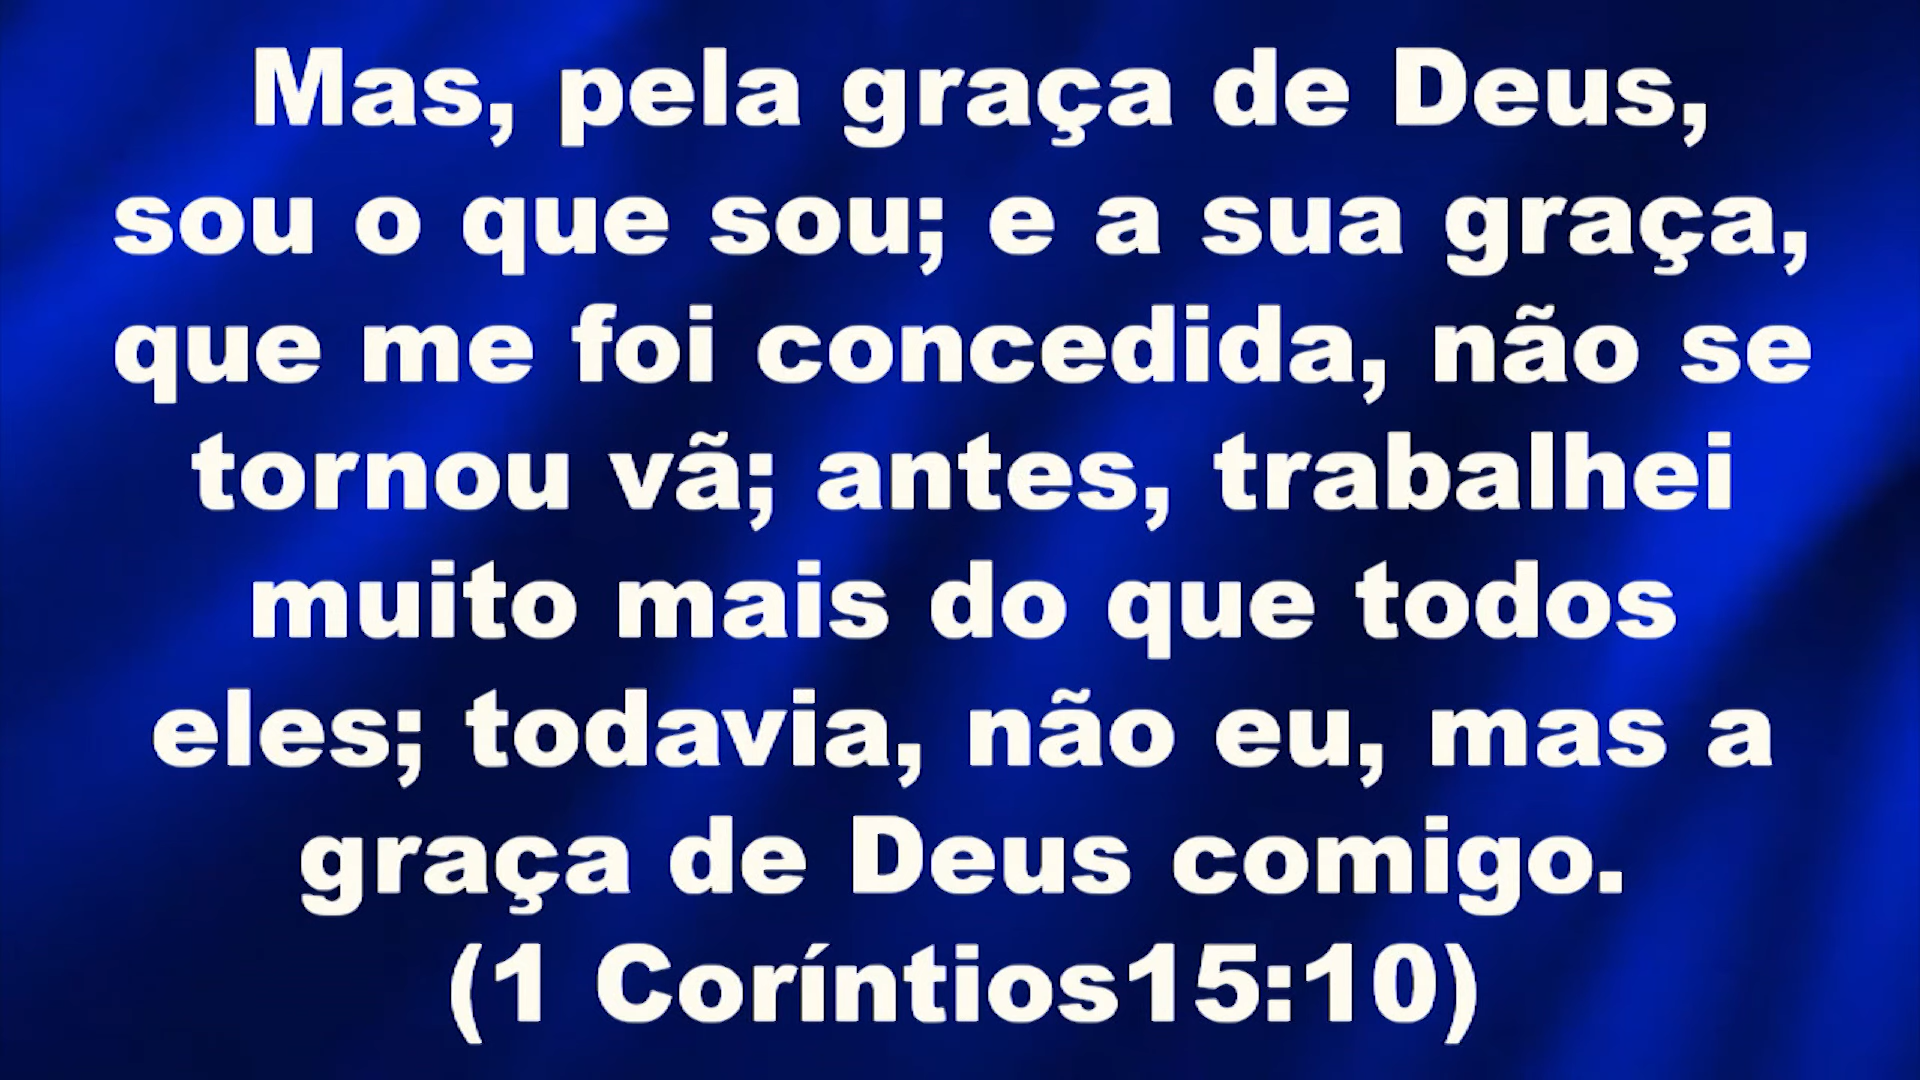 Mas, pela graça de Deus,
sou o que sou; e a sua graça,
que me foi concedida, não se
tornou vã; antes, trabalhei
muito mais do que todos
eles; todavia, não eu, mas a
graça de Deus comigo.
(1 Coríntios15:10)